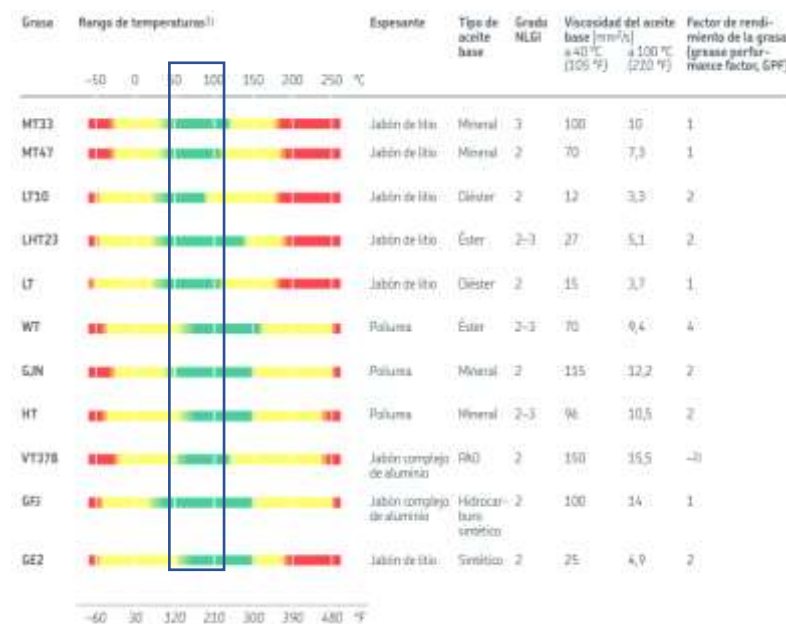 Grasa Rango de temperaturas¹⁾ Espesante Tipo de aceite base Grado NLGI Viscosidad del aceite base [mm²/s] a 40 °C (105 °F) a 100 °C (210 °F) Factor de rendimiento de la grasa (grease performance factor, GPF)
–50 0 50 100 150 200 250 °C
MT33 Jabón de litio Mineral 3 100 10 1
MT47 Jabón de litio Mineral 2 70 7,3 1
LT10 Jabón de litio Diéster 2 12 3,3 2
LHT23 Jabón de litio Éster 2–3 27 5,1 2
LT Jabón de litio Diéster 2 15 3,7 1
WT Poliurea Éster 2–3 70 9,4 4
GJN Poliurea Mineral 2 115 12,2 2
HT Poliurea Mineral 2–3 96 10,5 2
VT378 Jabón complejo de aluminio PAO 2 150 15,5 –²⁾
Jabón complejo de aluminio Hidrocarburo sintético 2 100 14 1
GE2 Jabón de litio Sintético 2 25 4,9 2
–60 30 120 210 300 390 480 °F